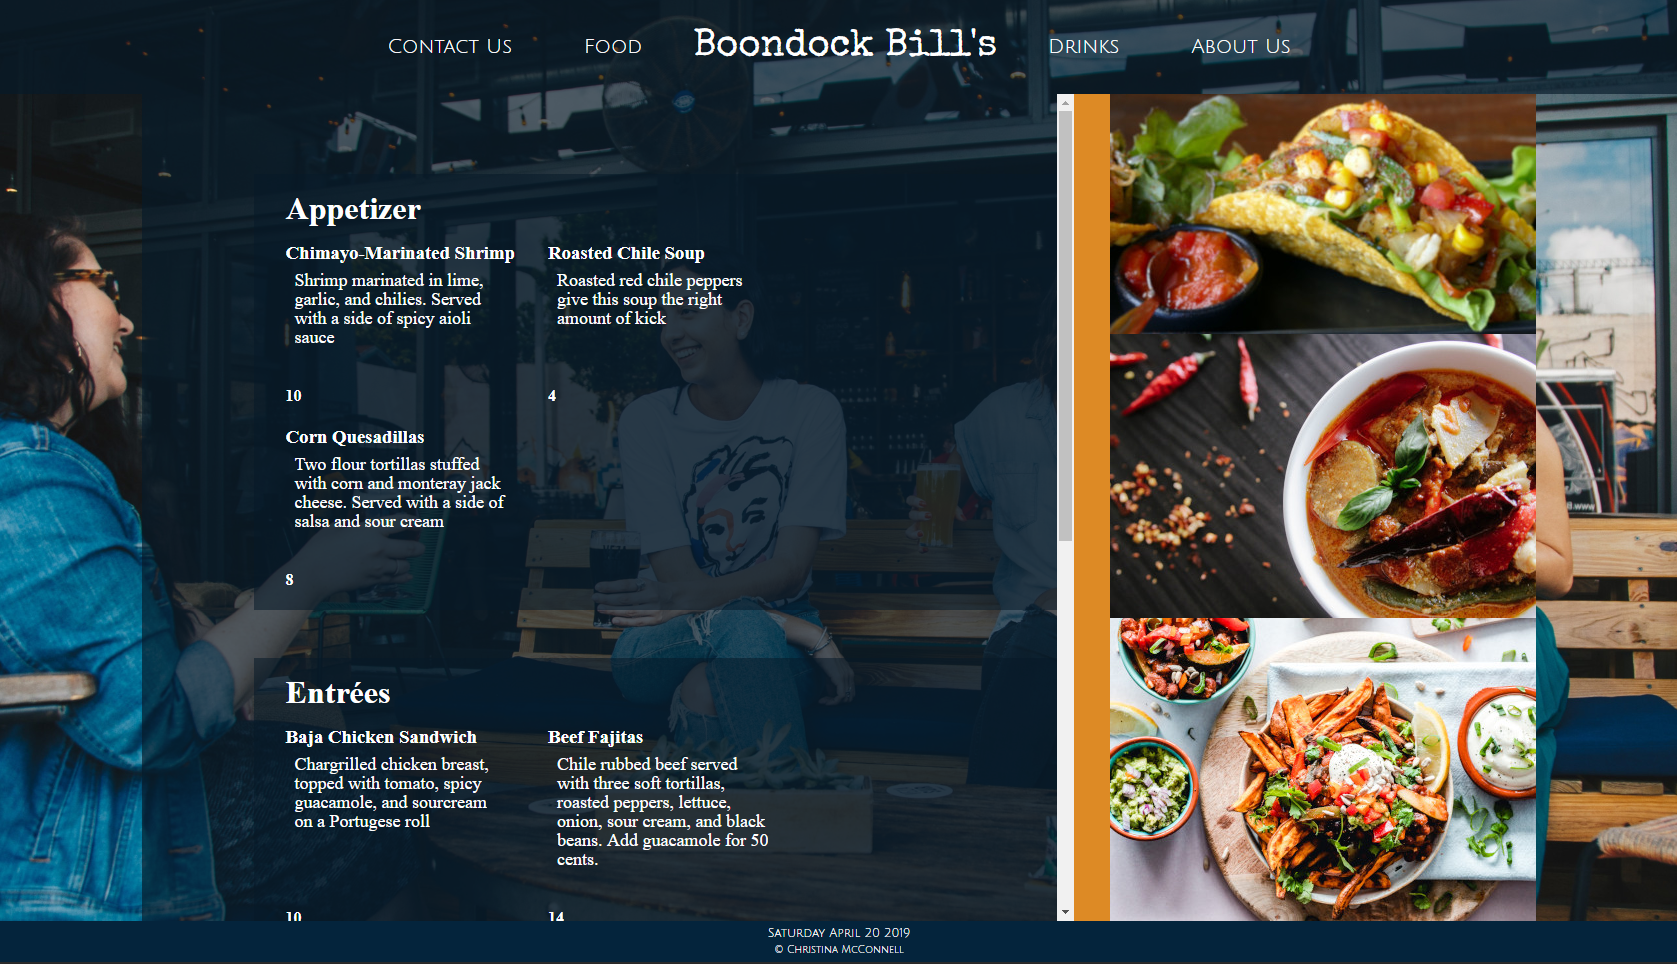 Contact Us
Food
Boondock Bill's
Drinks
About Us
Appetizer
Chimayo-Marinated Shrimp
Shrimp marinated in lime,
garlic, and chilies. Served
with a side of spicy aioli
sauce
10
Roasted Chile Soup
Roasted red chile peppers
give this soup the right
amount of kick
4
Corn Quesadillas
Two flour tortillas stuffed
with corn and monteray jack
cheese. Served with a side of
salsa and sour cream
8
Entrées
Baja Chicken Sandwich
Chargrilled chicken breast,
topped with tomato, spicy
guacamole, and sourcream
on a Portugese roll
10
Beef Fajitas
Chile rubbed beef served
with three soft tortillas,
roasted peppers, lettuce,
onion, sour cream, and black
beans. Add guacamole for 50
cents.
14
Saturday April 20 2019
© Christina McConnell